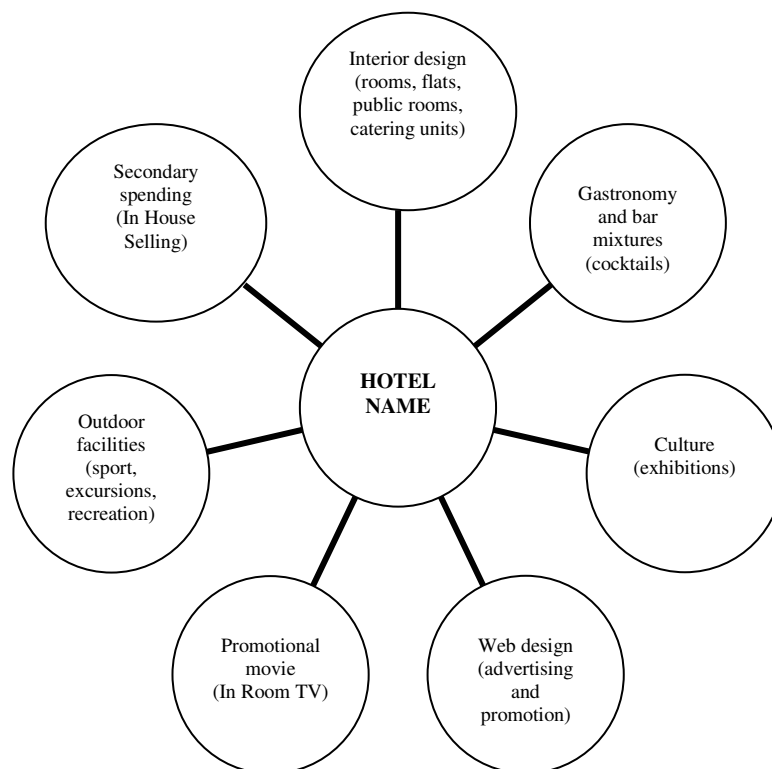 Interior design
(rooms, flats,
public rooms,
catering units)
Secondary
spending
(In House
Selling)
Gastronomy
and bar
mixtures
(cocktails)
HOTEL
NAME
Outdoor
facilities
(sport,
excursions,
recreation)
Culture
(exhibitions)
Promotional
movie
(In Room TV)
Web design
(advertising
and
promotion)